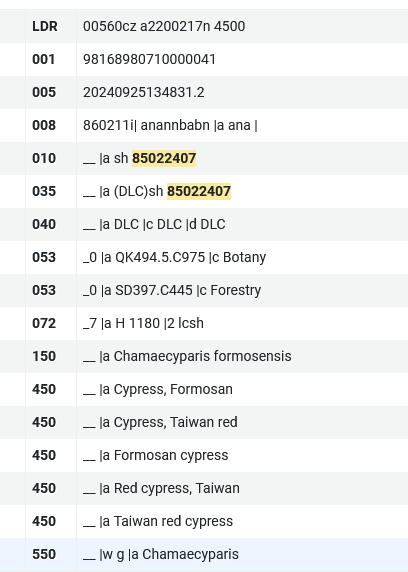 LDR 00560cz a2200217n 4500
001 98168980710000041
005 20240925134831.2
008 860211i| anannbabn |a ana |
010 __ |a sh 85022407
035 __ |a (DLC)sh 85022407
040 __ |a DLC |c DLC |d DLC
053 _0 |a QK494.5.C975 |c Botany
053 _0 |a SD397.C445 |c Forestry
072 _7 |a H 1180 |2 lcsh
150 __ |a Chamaecyparis formosensis
450 __ |a Cypress, Formosan
450 __ |a Cypress, Taiwan red
450 __ |a Formosan cypress
450 __ |a Red cypress, Taiwan
450 __ |a Taiwan red cypress
550 __ |w g |a Chamaecyparis